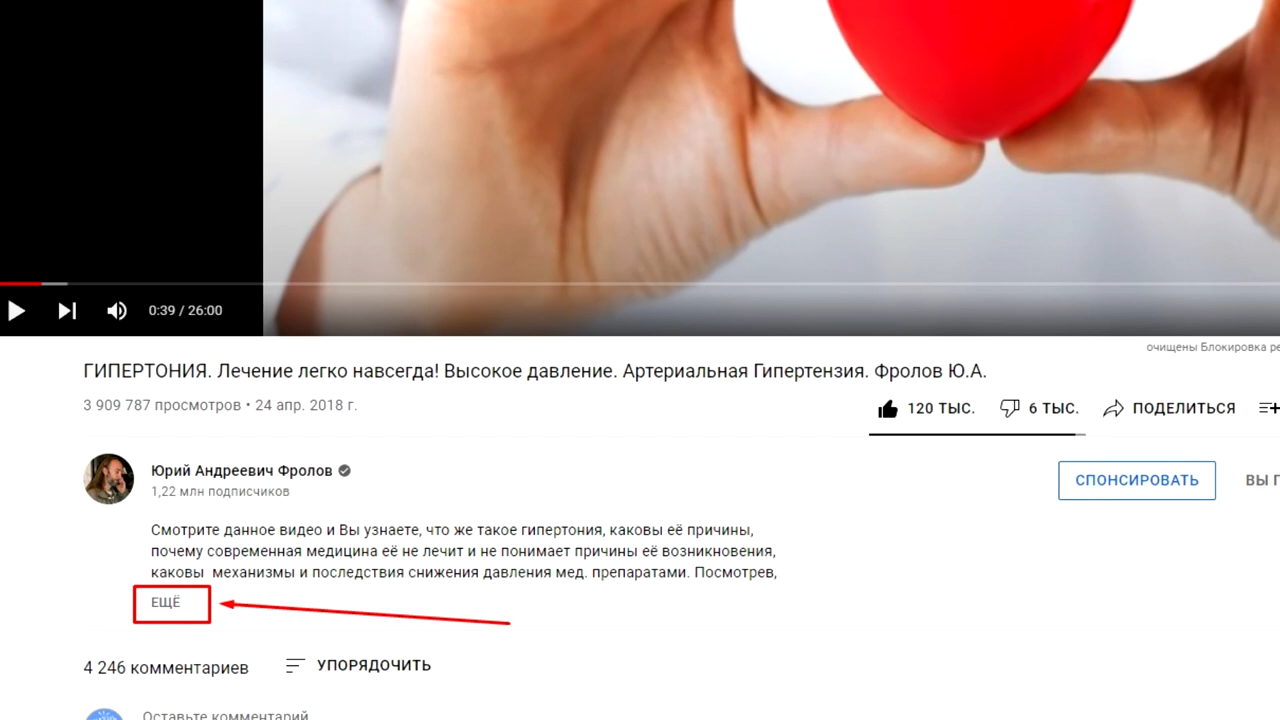 0:39 / 26:00
очищены Блокировка ре
ГИПЕРТОНИЯ. Лечение легко навсегда! Высокое давление. Артериальная Гипертензия. Фролов Ю.А.
3 909 787 просмотров • 24 апр. 2018 г.
120 ТЫС. 6 ТЫС. ПОДЕЛИТЬСЯ
Юрий Андреевич Фролов
1,22 млн подписчиков
СПОНСИРОВАТЬ ВЫ П
Смотрите данное видео и Вы узнаете, что же такое гипертония, каковы её причины,
почему современная медицина её не лечит и не понимает причины её возникновения,
каковы механизмы и последствия снижения давления мед. препаратами. Посмотрев,
ЕЩЁ
4 246 комментариев УПОРЯДОЧИТЬ
Оставьте комментарий